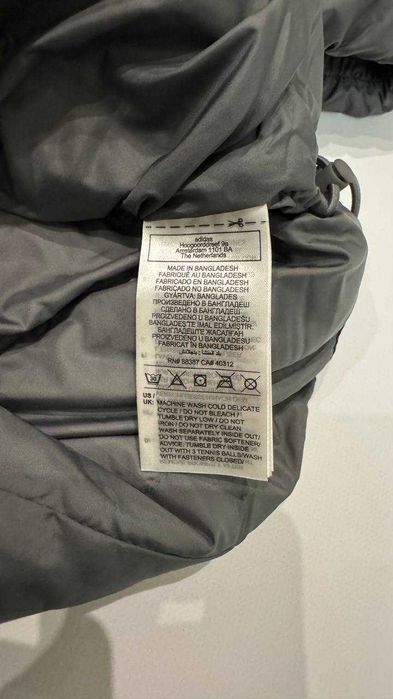 adidas
Hoogoorddreef 9a
Amsterdam 1101 BA
The Netherlands
MADE IN BANGLADESH
FABRIQUÉ AU BANGLADESH
FABRICADO EN BANGLADESH
FABRICADO NO BANGLADESH
GYÁRTVA: BANGLADES
ПРОИЗВЕДЕНО В БАНГЛАДЕШ
PROIZVEDENO U BANGLADEŠU
BANGLADEŞ'TE İMAL EDİLMİŞTİR.
БАНГЛАДЕШТЕ ЖАСАЛҒАН
PROIZVEDENO U BANGLADEŠU
FABRICAT ÎN BANGLADESH
RN# 88387 CA# 40312
US /
UK: MACHINE WASH COLD DELICATE
CYCLE / DO NOT BLEACH /
TUMBLE DRY LOW / DO NOT
IRON / DO NOT DRY CLEAN
WASH SEPARATELY INSIDE OUT/
DO NOT USE FABRIC SOFTENER/
ADVICE: TUMBLE DRY INSIDE
OUT WITH 3 TENNIS BALLS/WASH
WITH FASTENERS CLOSED/